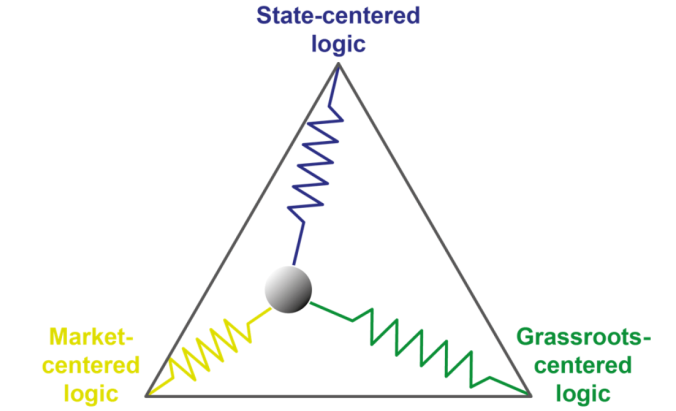 State-centered
logic
Market-
centered
logic
Grassroots-
centered
logic